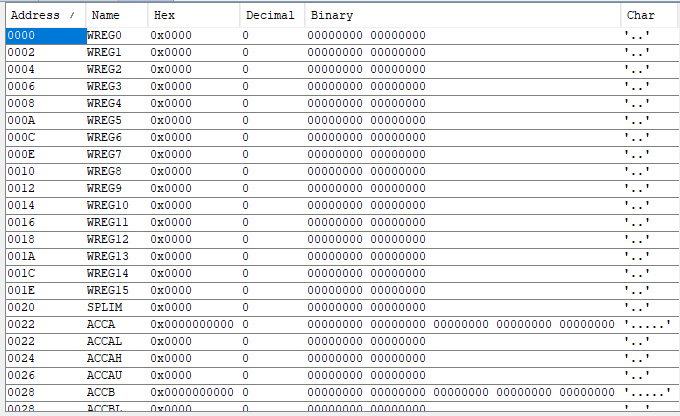 Address / Name Hex Decimal Binary Char
0000 WREG0 0x0000 0 00000000 00000000 '..'
0002 WREG1 0x0000 0 00000000 00000000 '..'
0004 WREG2 0x0000 0 00000000 00000000 '..'
0006 WREG3 0x0000 0 00000000 00000000 '..'
0008 WREG4 0x0000 0 00000000 00000000 '..'
000A WREG5 0x0000 0 00000000 00000000 '..'
000C WREG6 0x0000 0 00000000 00000000 '..'
000E WREG7 0x0000 0 00000000 00000000 '..'
0010 WREG8 0x0000 0 00000000 00000000 '..'
0012 WREG9 0x0000 0 00000000 00000000 '..'
0014 WREG10 0x0000 0 00000000 00000000 '..'
0016 WREG11 0x0000 0 00000000 00000000 '..'
0018 WREG12 0x0000 0 00000000 00000000 '..'
001A WREG13 0x0000 0 00000000 00000000 '..'
001C WREG14 0x0000 0 00000000 00000000 '..'
001E WREG15 0x0000 0 00000000 00000000 '..'
0020 SPLIM 0x0000 0 00000000 00000000 '..'
0022 ACCA 0x0000000000 0 00000000 00000000 00000000 00000000 00000000 '.....'
0022 ACCAL 0x0000 0 00000000 00000000 '..'
0024 ACCAH 0x0000 0 00000000 00000000 '..'
0026 ACCAU 0x0000 0 00000000 00000000 '..'
0028 ACCB 0x0000000000 0 00000000 00000000 00000000 00000000 00000000 '.....'
0028 ACCBL 0x0000 0 00000000 00000000 '..'